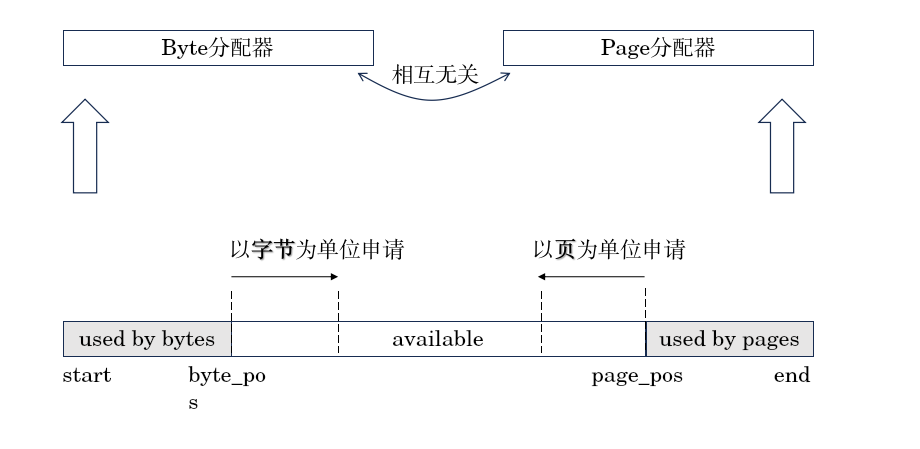 Byte分配器
Page分配器
相互无关
以字节为单位申请
以页为单位申请
used by bytes
available
used by pages
start
byte_po
s
page_pos
end